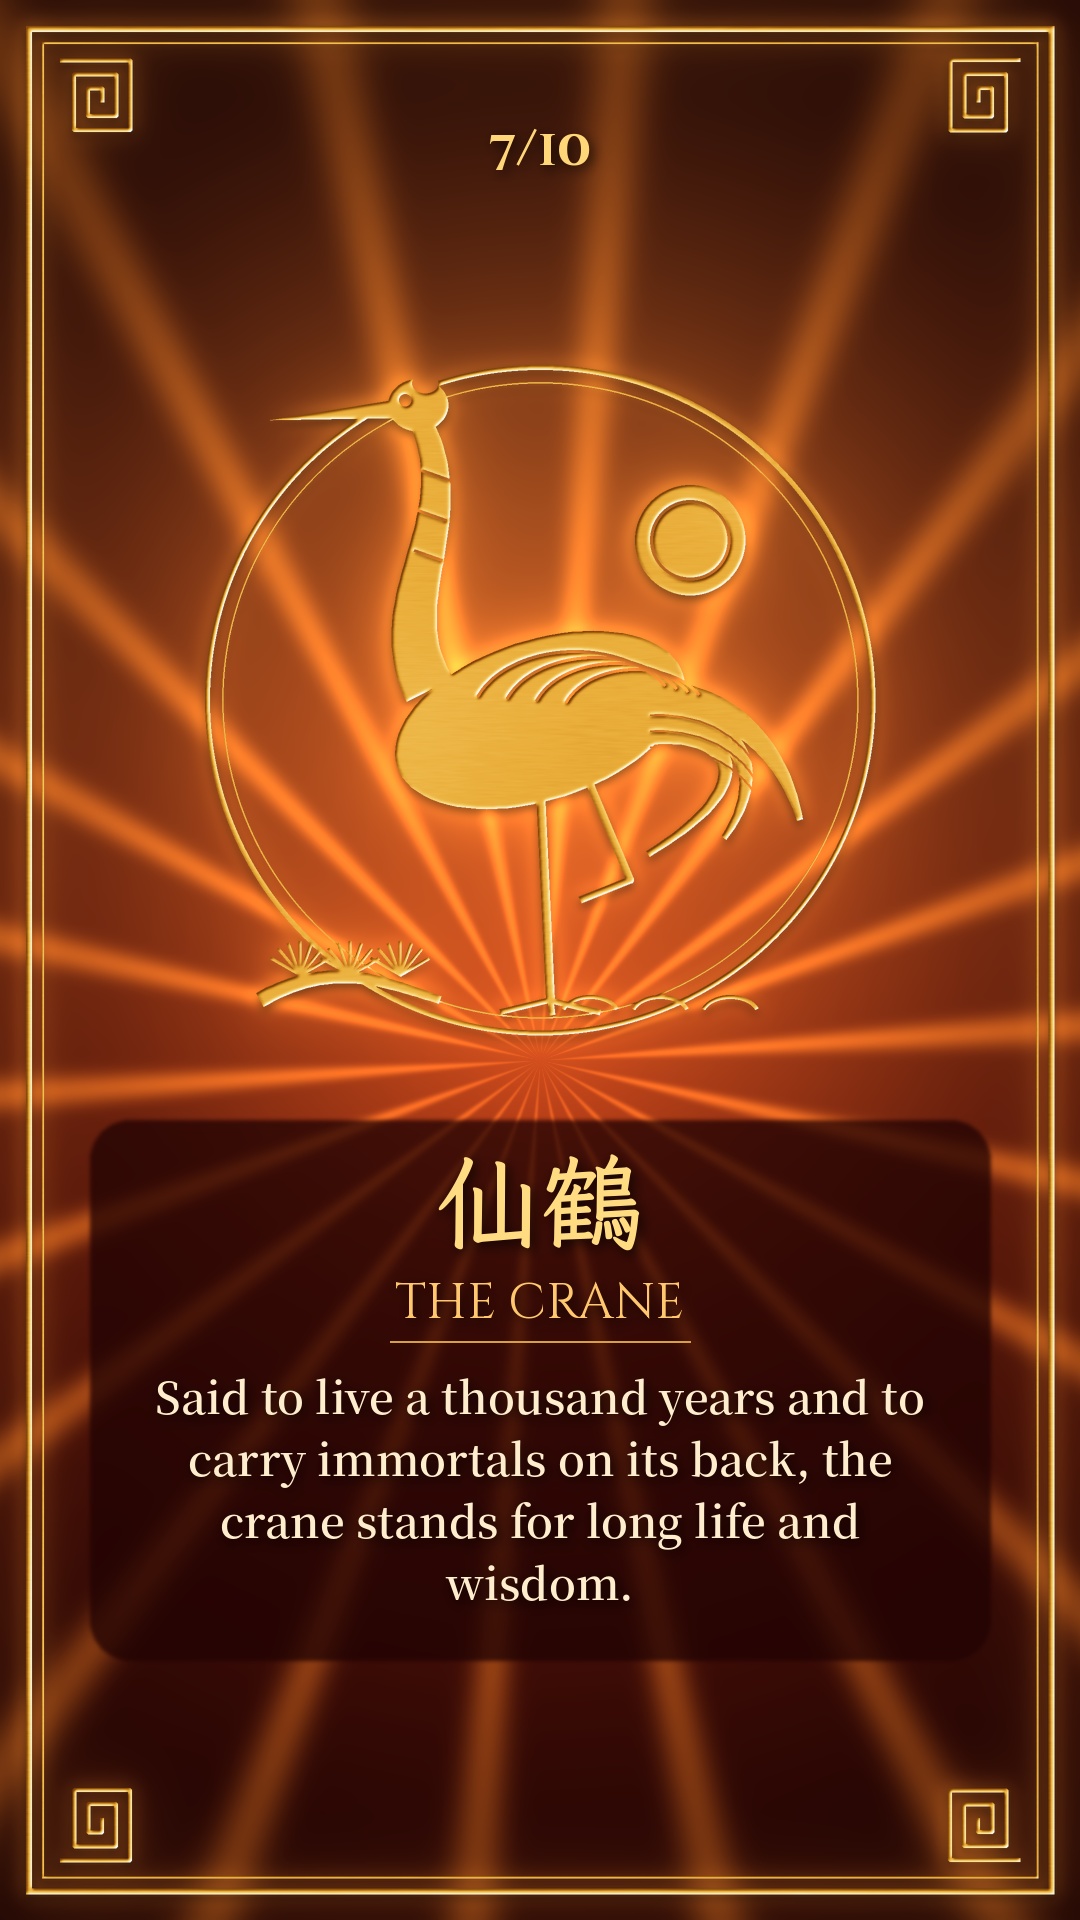 7/10
仙鶴
THE CRANE
Said to live a thousand years and to
carry immortals on its back, the
crane stands for long life and
wisdom.